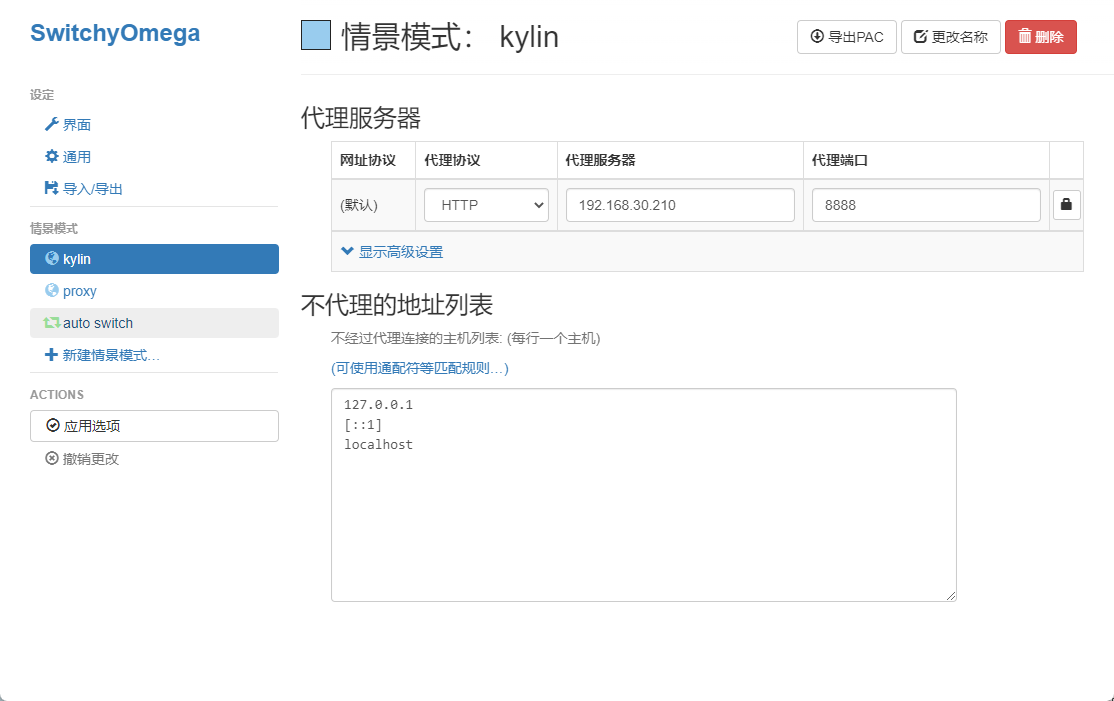 SwitchyOmega
设定
界面
通用
导入/导出
情景模式
kylin
proxy
auto switch
新建情景模式…
ACTIONS
应用选项
撤销更改
情景模式： kylin
导出PAC
更改名称
删除
代理服务器
网址协议 代理协议 代理服务器 代理端口
(默认) HTTP 192.168.30.210 8888
显示高级设置
不代理的地址列表
不经过代理连接的主机列表: (每行一个主机)
(可使用通配符等匹配规则…)
127.0.0.1
[::1]
localhost